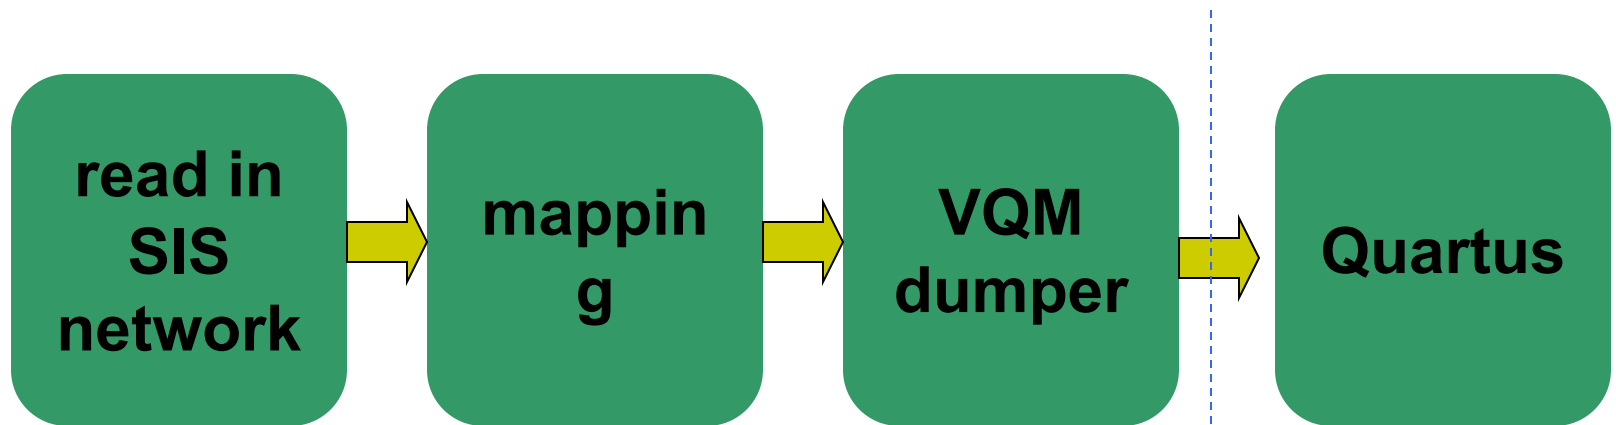 read in
SIS
network
mappin
g
VQM
dumper
Quartus